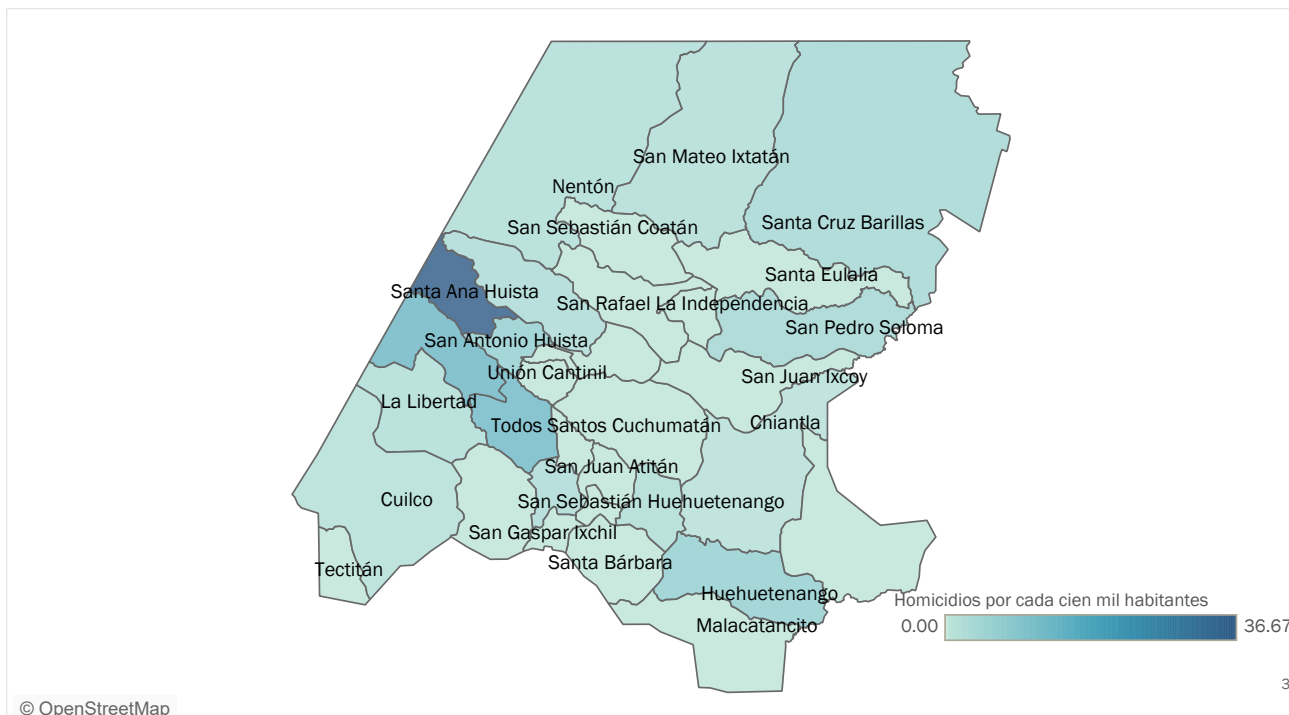 San Mateo Ixtatán
Nentón
San Sebastián Coatán
Santa Cruz Barillas
Santa Eulalia
Santa Ana Huista
San Rafael La Independencia
San Pedro Soloma
San Antonio Huista
Unión Cantinil
San Juan Ixcoy
La Libertad
Chiantla
Todos Santos Cuchumatán
San Juan Atitán
Cuilco
San Sebastián Huehuetenango
San Gaspar Ixchil
Santa Bárbara
Tectitán
Huehuetenango
Malacatancito
Homicidios por cada cien mil habitantes
0.00 36.67
3
© OpenStreetMap